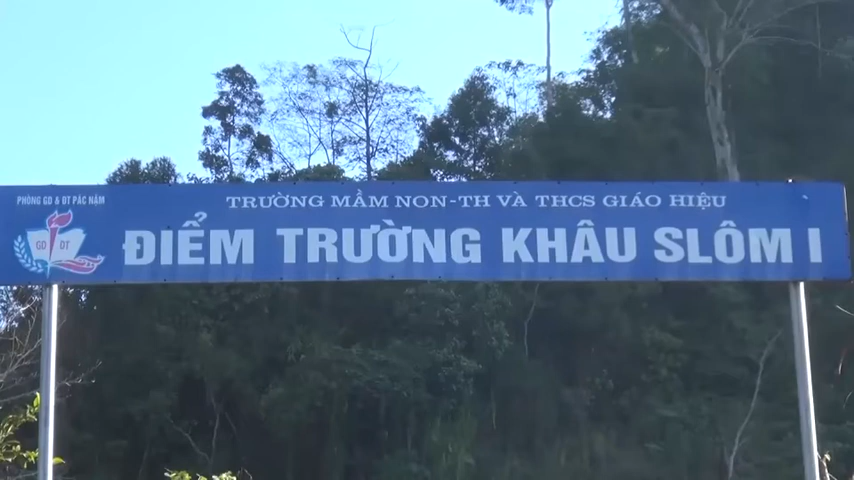 PHÒNG GD & ĐT PÁC NẶM
TRƯỜNG MẦM NON-TH VÀ THCS GIÁO HIỆU
GD ĐT
ĐIỂM TRƯỜNG KHÂU SLÔM I